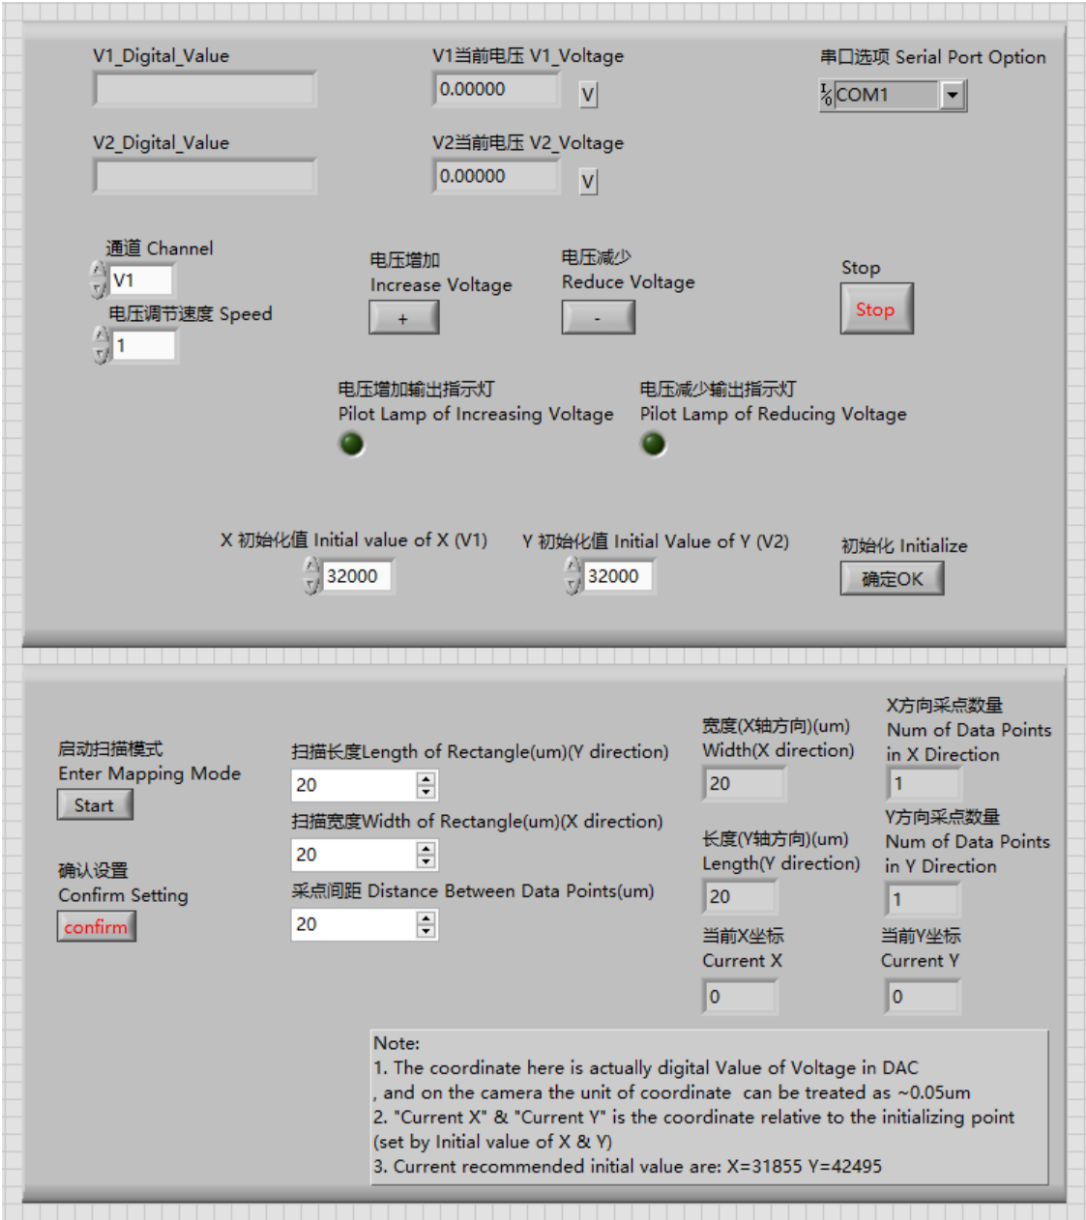 V1_Digital_Value
V1当前电压 V1_Voltage
0.00000
V
串口选项 Serial Port Option
I/O COM1
V2_Digital_Value
V2当前电压 V2_Voltage
0.00000
V
通道 Channel
V1
电压调节速度 Speed
1
电压增加
Increase Voltage
+
电压减少
Reduce Voltage
-
Stop
Stop
电压增加输出指示灯
Pilot Lamp of Increasing Voltage
电压减少输出指示灯
Pilot Lamp of Reducing Voltage
X 初始化值 Initial value of X (V1)
32000
Y 初始化值 Initial Value of Y (V2)
32000
初始化 Initialize
确定OK
启动扫描模式
Enter Mapping Mode
Start
确认设置
Confirm Setting
confirm
扫描长度Length of Rectangle(um)(Y direction)
20
扫描宽度Width of Rectangle(um)(X direction)
20
采点间距 Distance Between Data Points(um)
20
宽度(X轴方向)(um)
Width(X direction)
20
X方向采点数量
Num of Data Points
in X Direction
1
长度(Y轴方向)(um)
Length(Y direction)
20
Y方向采点数量
Num of Data Points
in Y Direction
1
当前X坐标
Current X
0
当前Y坐标
Current Y
0
Note:
1. The coordinate here is actually digital Value of Voltage in DAC
, and on the camera the unit of coordinate can be treated as ~0.05um
2. "Current X" & "Current Y" is the coordinate relative to the initializing point
(set by Initial value of X & Y)
3. Current recommended initial value are: X=31855 Y=42495